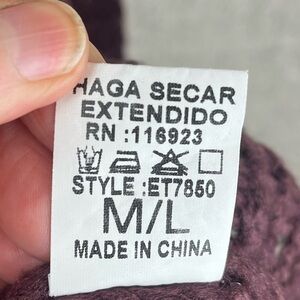 HAGA SECAR
EXTENDIDO
RN :116923
STYLE :ET7850
M/L
MADE IN CHINA